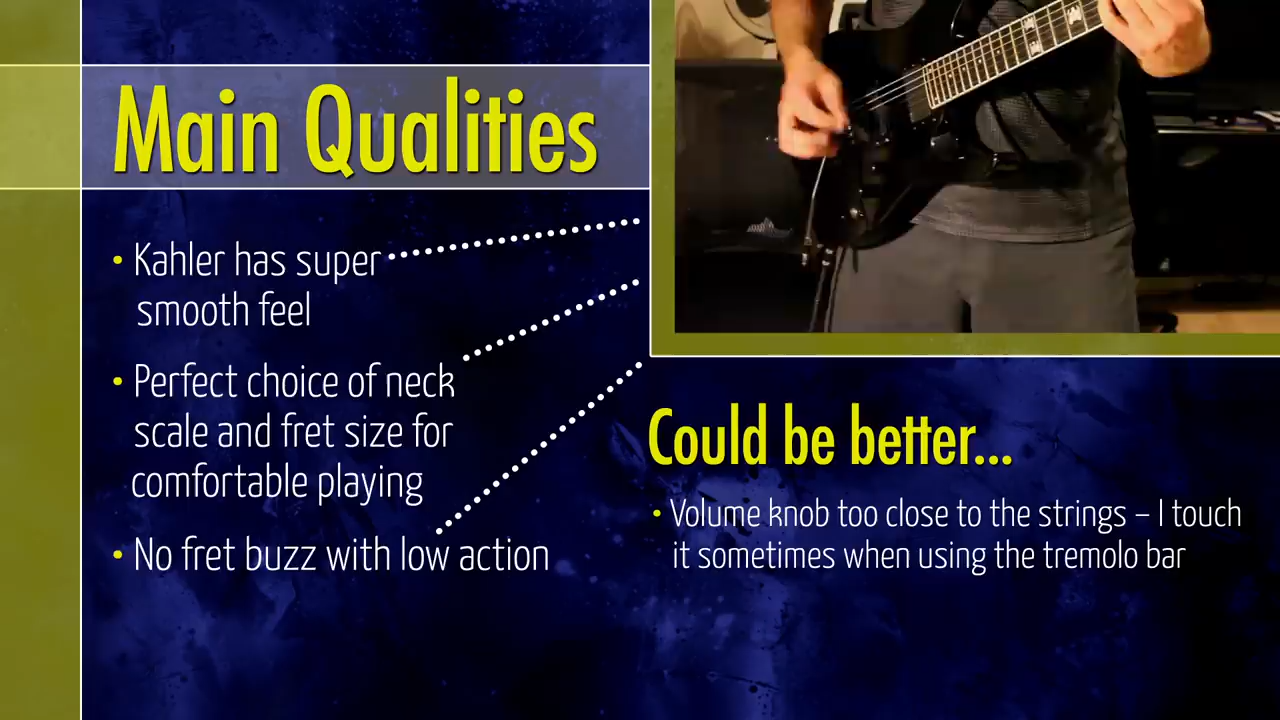 Main Qualities
• Kahler has super
smooth feel
• Perfect choice of neck
scale and fret size for
comfortable playing
• No fret buzz with low action
Could be better...
• Volume knob too close to the strings – I touch
it sometimes when using the tremolo bar